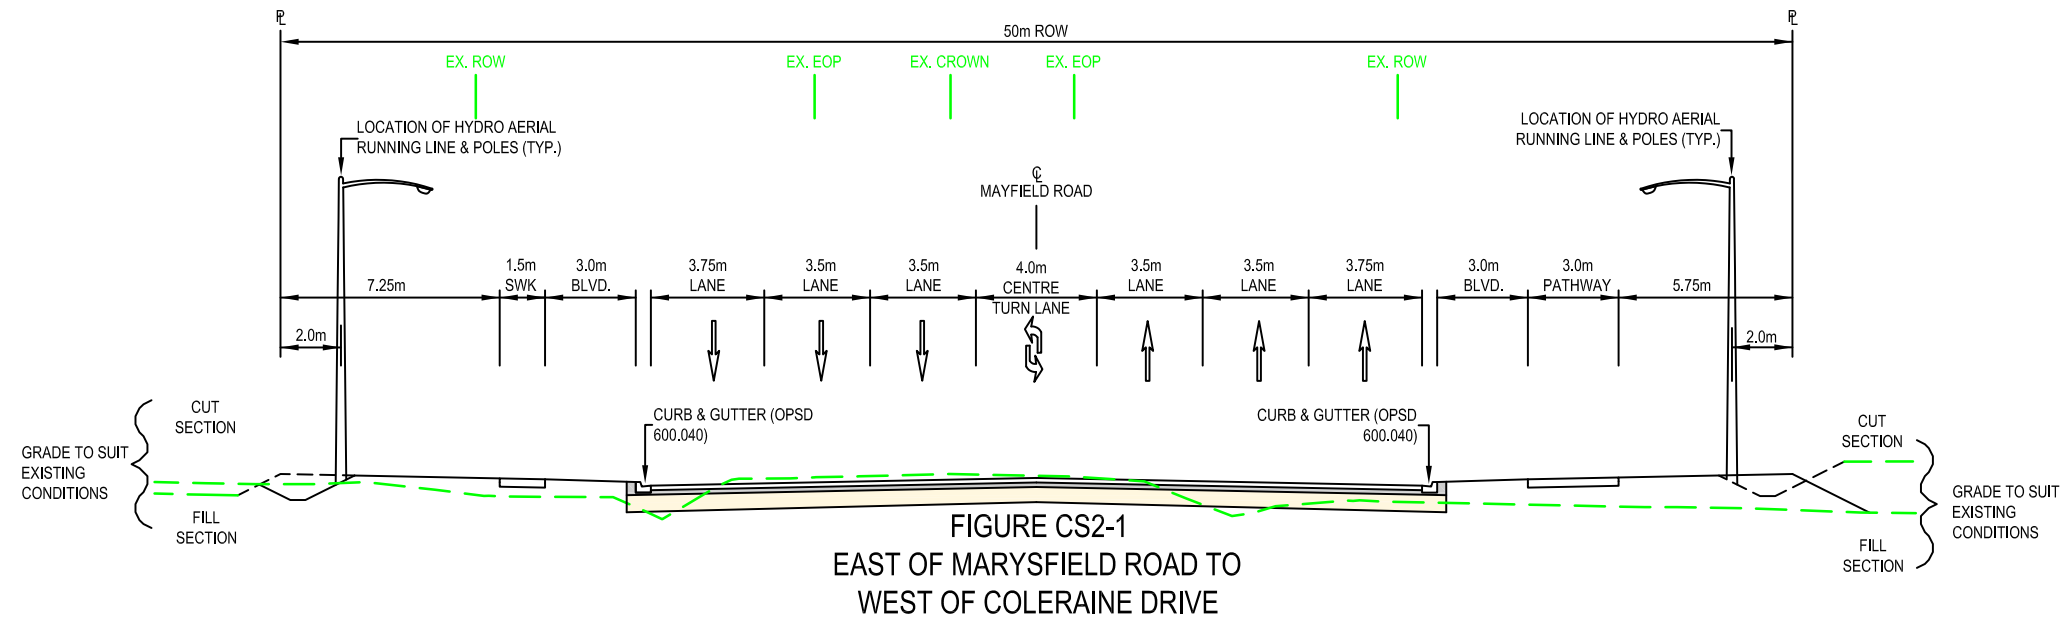 PL
PL
50m ROW
EX. ROW
EX. EOP
EX. CROWN
EX. EOP
EX. ROW
LOCATION OF HYDRO AERIAL
RUNNING LINE & POLES (TYP.)
LOCATION OF HYDRO AERIAL
RUNNING LINE & POLES (TYP.)
CL
MAYFIELD ROAD
7.25m
1.5m
SWK
3.0m
BLVD.
3.75m
LANE
3.5m
LANE
3.5m
LANE
4.0m
CENTRE
TURN LANE
3.5m
LANE
3.5m
LANE
3.75m
LANE
3.0m
BLVD.
3.0m
PATHWAY
5.75m
2.0m
2.0m
CUT
SECTION
GRADE TO SUIT
EXISTING
CONDITIONS
FILL
SECTION
CURB & GUTTER (OPSD
600.040)
CURB & GUTTER (OPSD
600.040)
CUT
SECTION
GRADE TO SUIT
EXISTING
CONDITIONS
FILL
SECTION
FIGURE CS2-1
EAST OF MARYSFIELD ROAD TO
WEST OF COLERAINE DRIVE